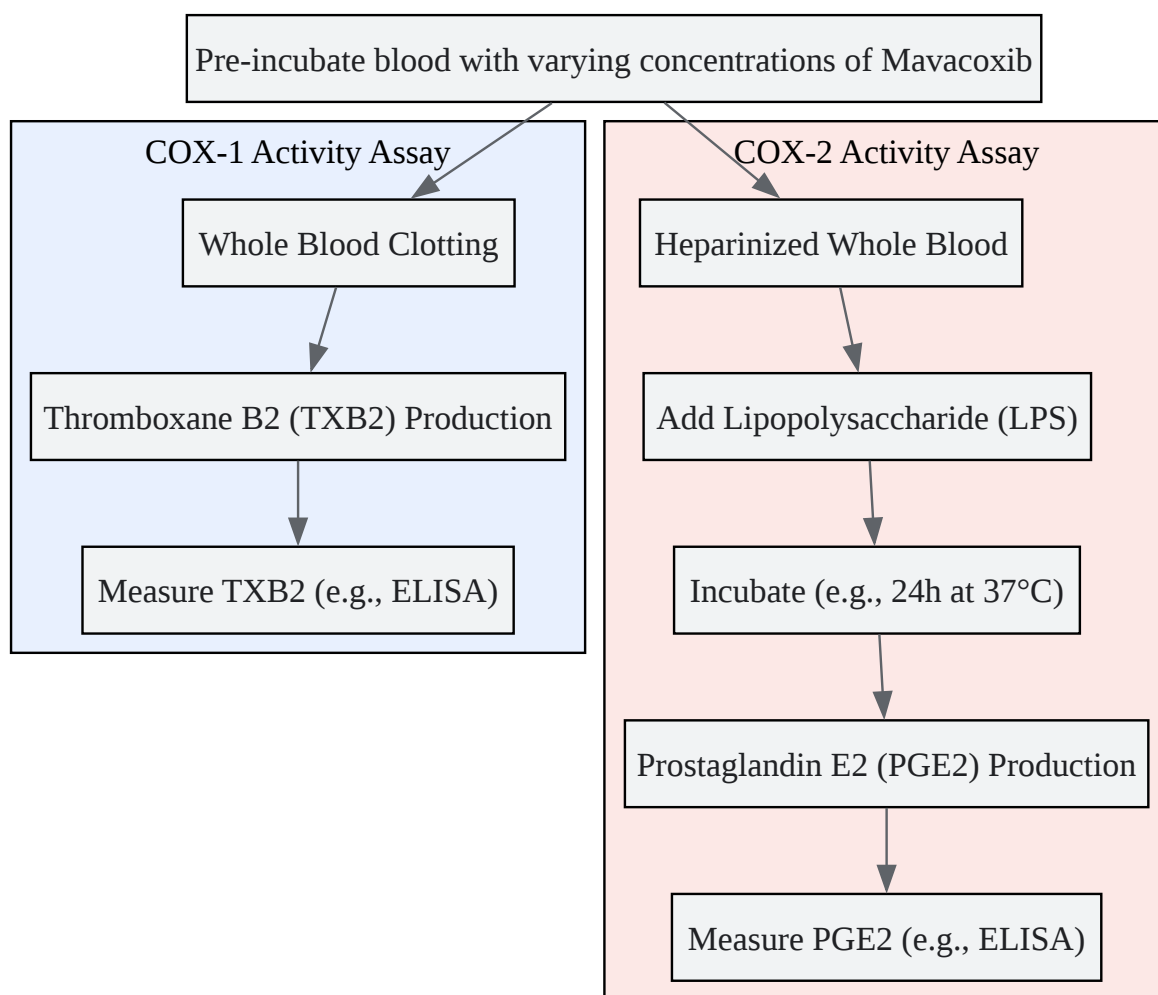 Pre-incubate blood with varying concentrations of Mavacoxib
COX-1 Activity Assay
Whole Blood Clotting
Thromboxane B2 (TXB2) Production
Measure TXB2 (e.g., ELISA)
COX-2 Activity Assay
Heparinized Whole Blood
Add Lipopolysaccharide (LPS)
Incubate (e.g., 24h at 37°C)
Prostaglandin E2 (PGE2) Production
Measure PGE2 (e.g., ELISA)